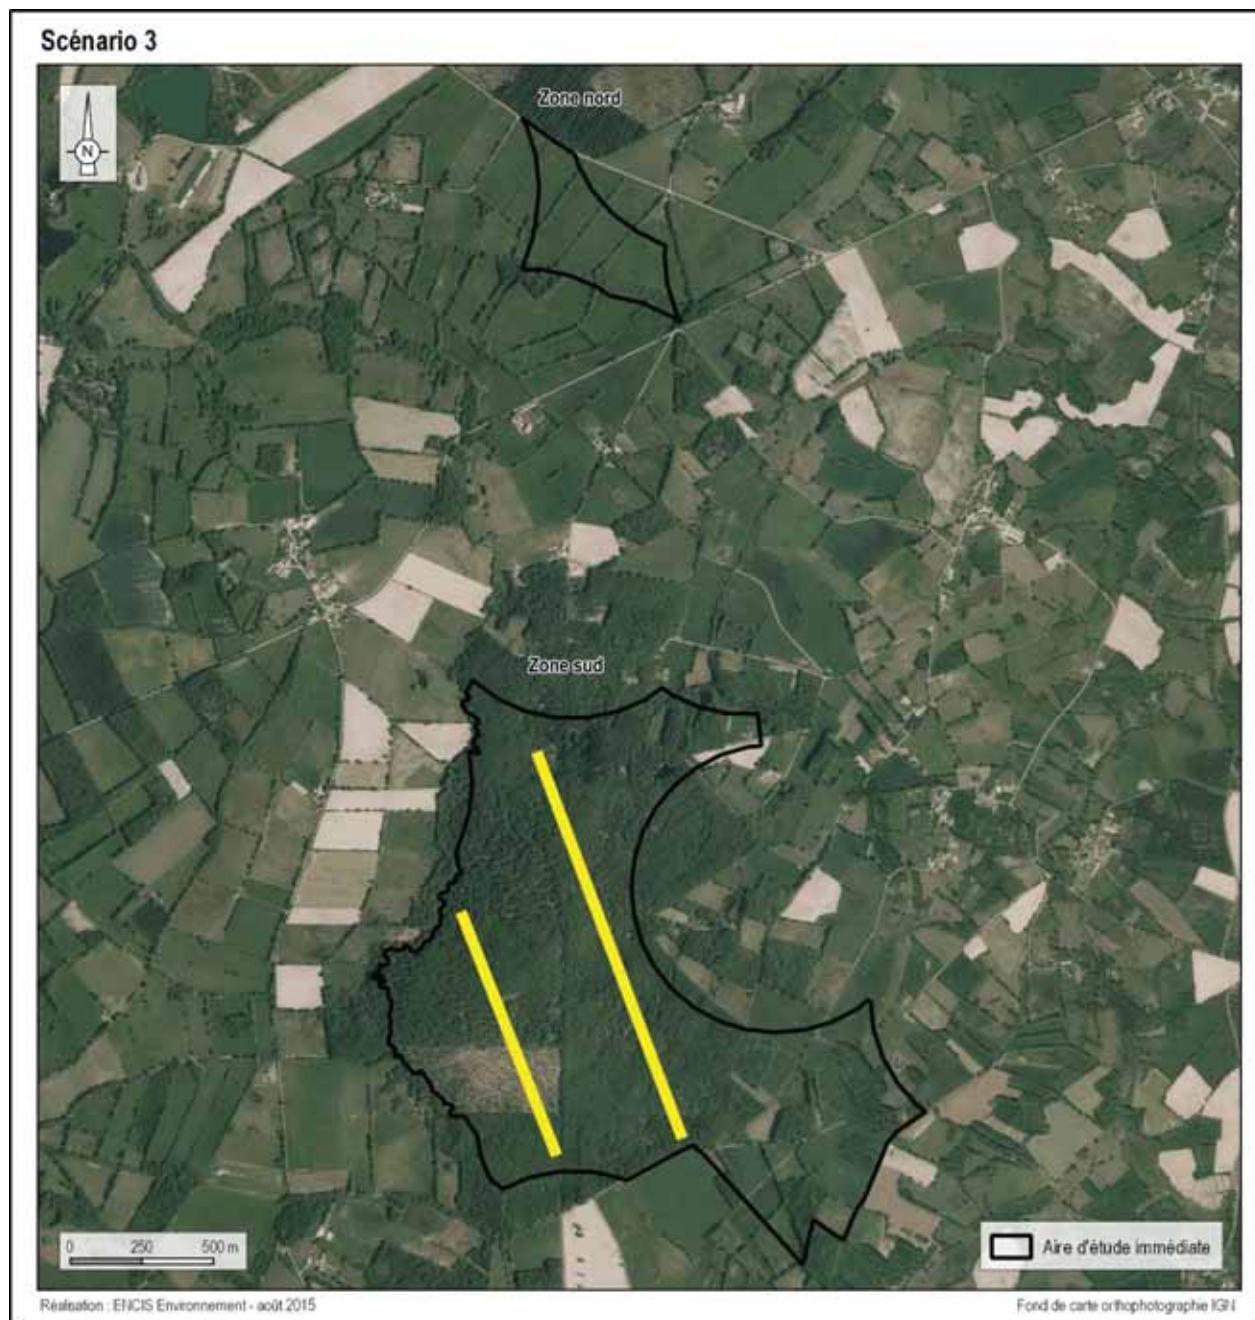 Scénario 3
N
Zone nord
Zone sud
0 250 500 m
Aire d'étude immédiate
Réalisation : ENCIS Environnement - août 2015
Fond de carte orthophotographie IGN